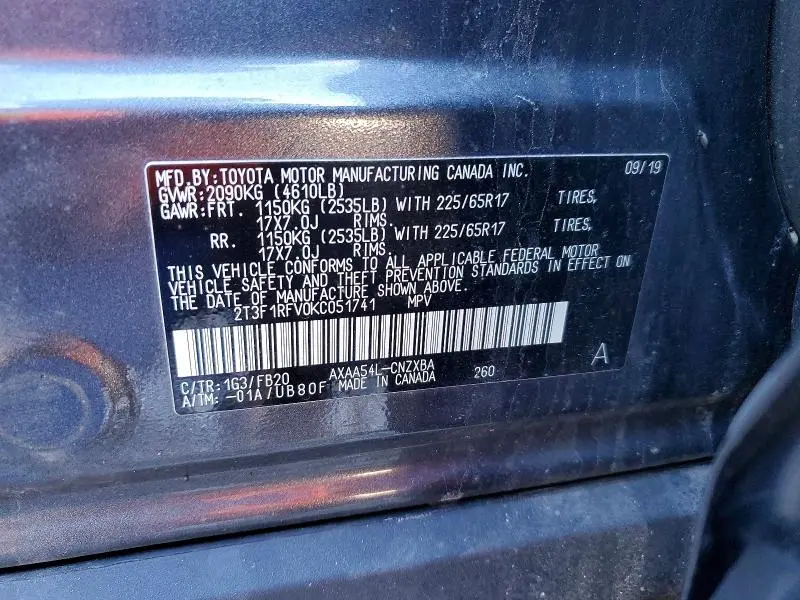 MFD.BY:TOYOTA MOTOR MANUFACTURING CANADA INC. 09/19
GVWR:2090KG (4610LB)
GAWR:FRT. 1150KG (2535LB) WITH 225/65R17 TIRES,
17X7.0J RIMS.
RR. 1150KG (2535LB) WITH 225/65R17 TIRES,
17X7.0J RIMS.
THIS VEHICLE CONFORMS TO ALL APPLICABLE FEDERAL MOTOR
VEHICLE SAFETY AND THEFT PREVENTION STANDARDS IN EFFECT ON
THE DATE OF MANUFACTURE SHOWN ABOVE.
2T3F1RFV0KC051741 MPV
A
C/TR:1G3/FB20 AXAA54L-CNZXBA 260
A/TM:-01A/UB80F MADE IN CANADA